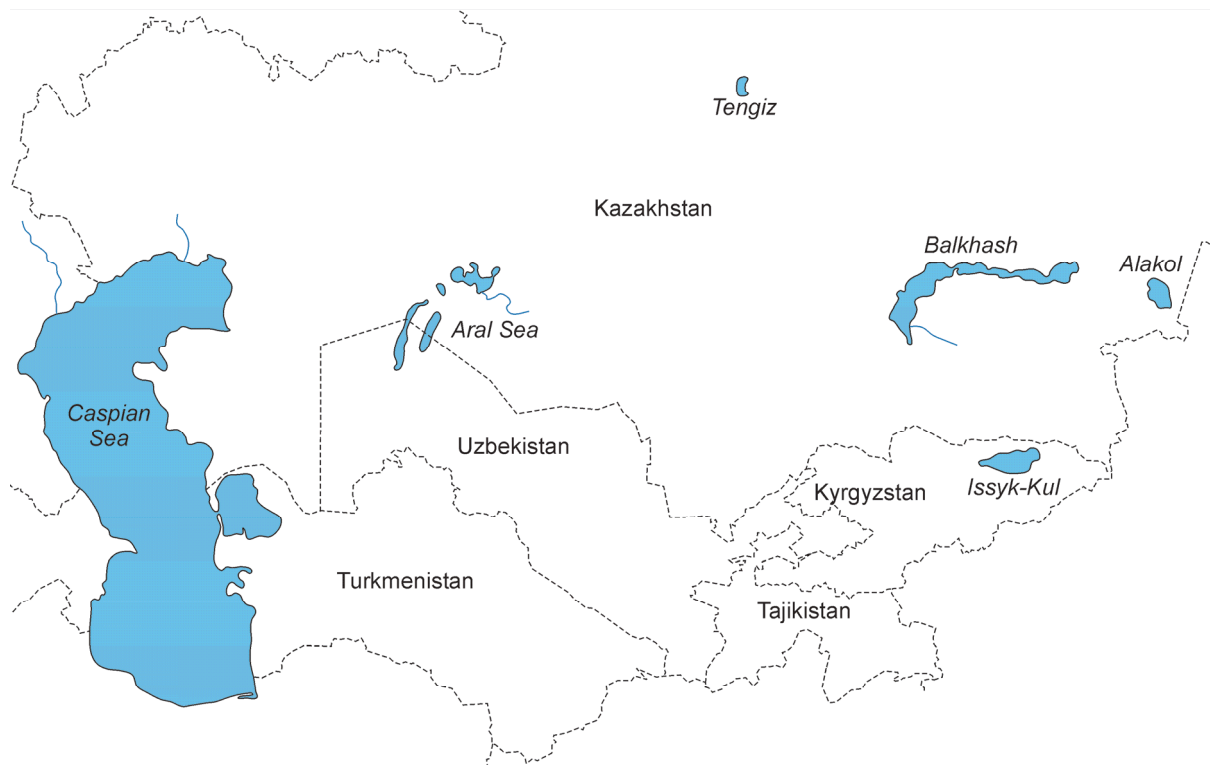 Tengiz
Kazakhstan
Balkhash
Alakol
Aral Sea
Caspian
Sea
Uzbekistan
Kyrgyzstan
Issyk-Kul
Turkmenistan
Tajikistan